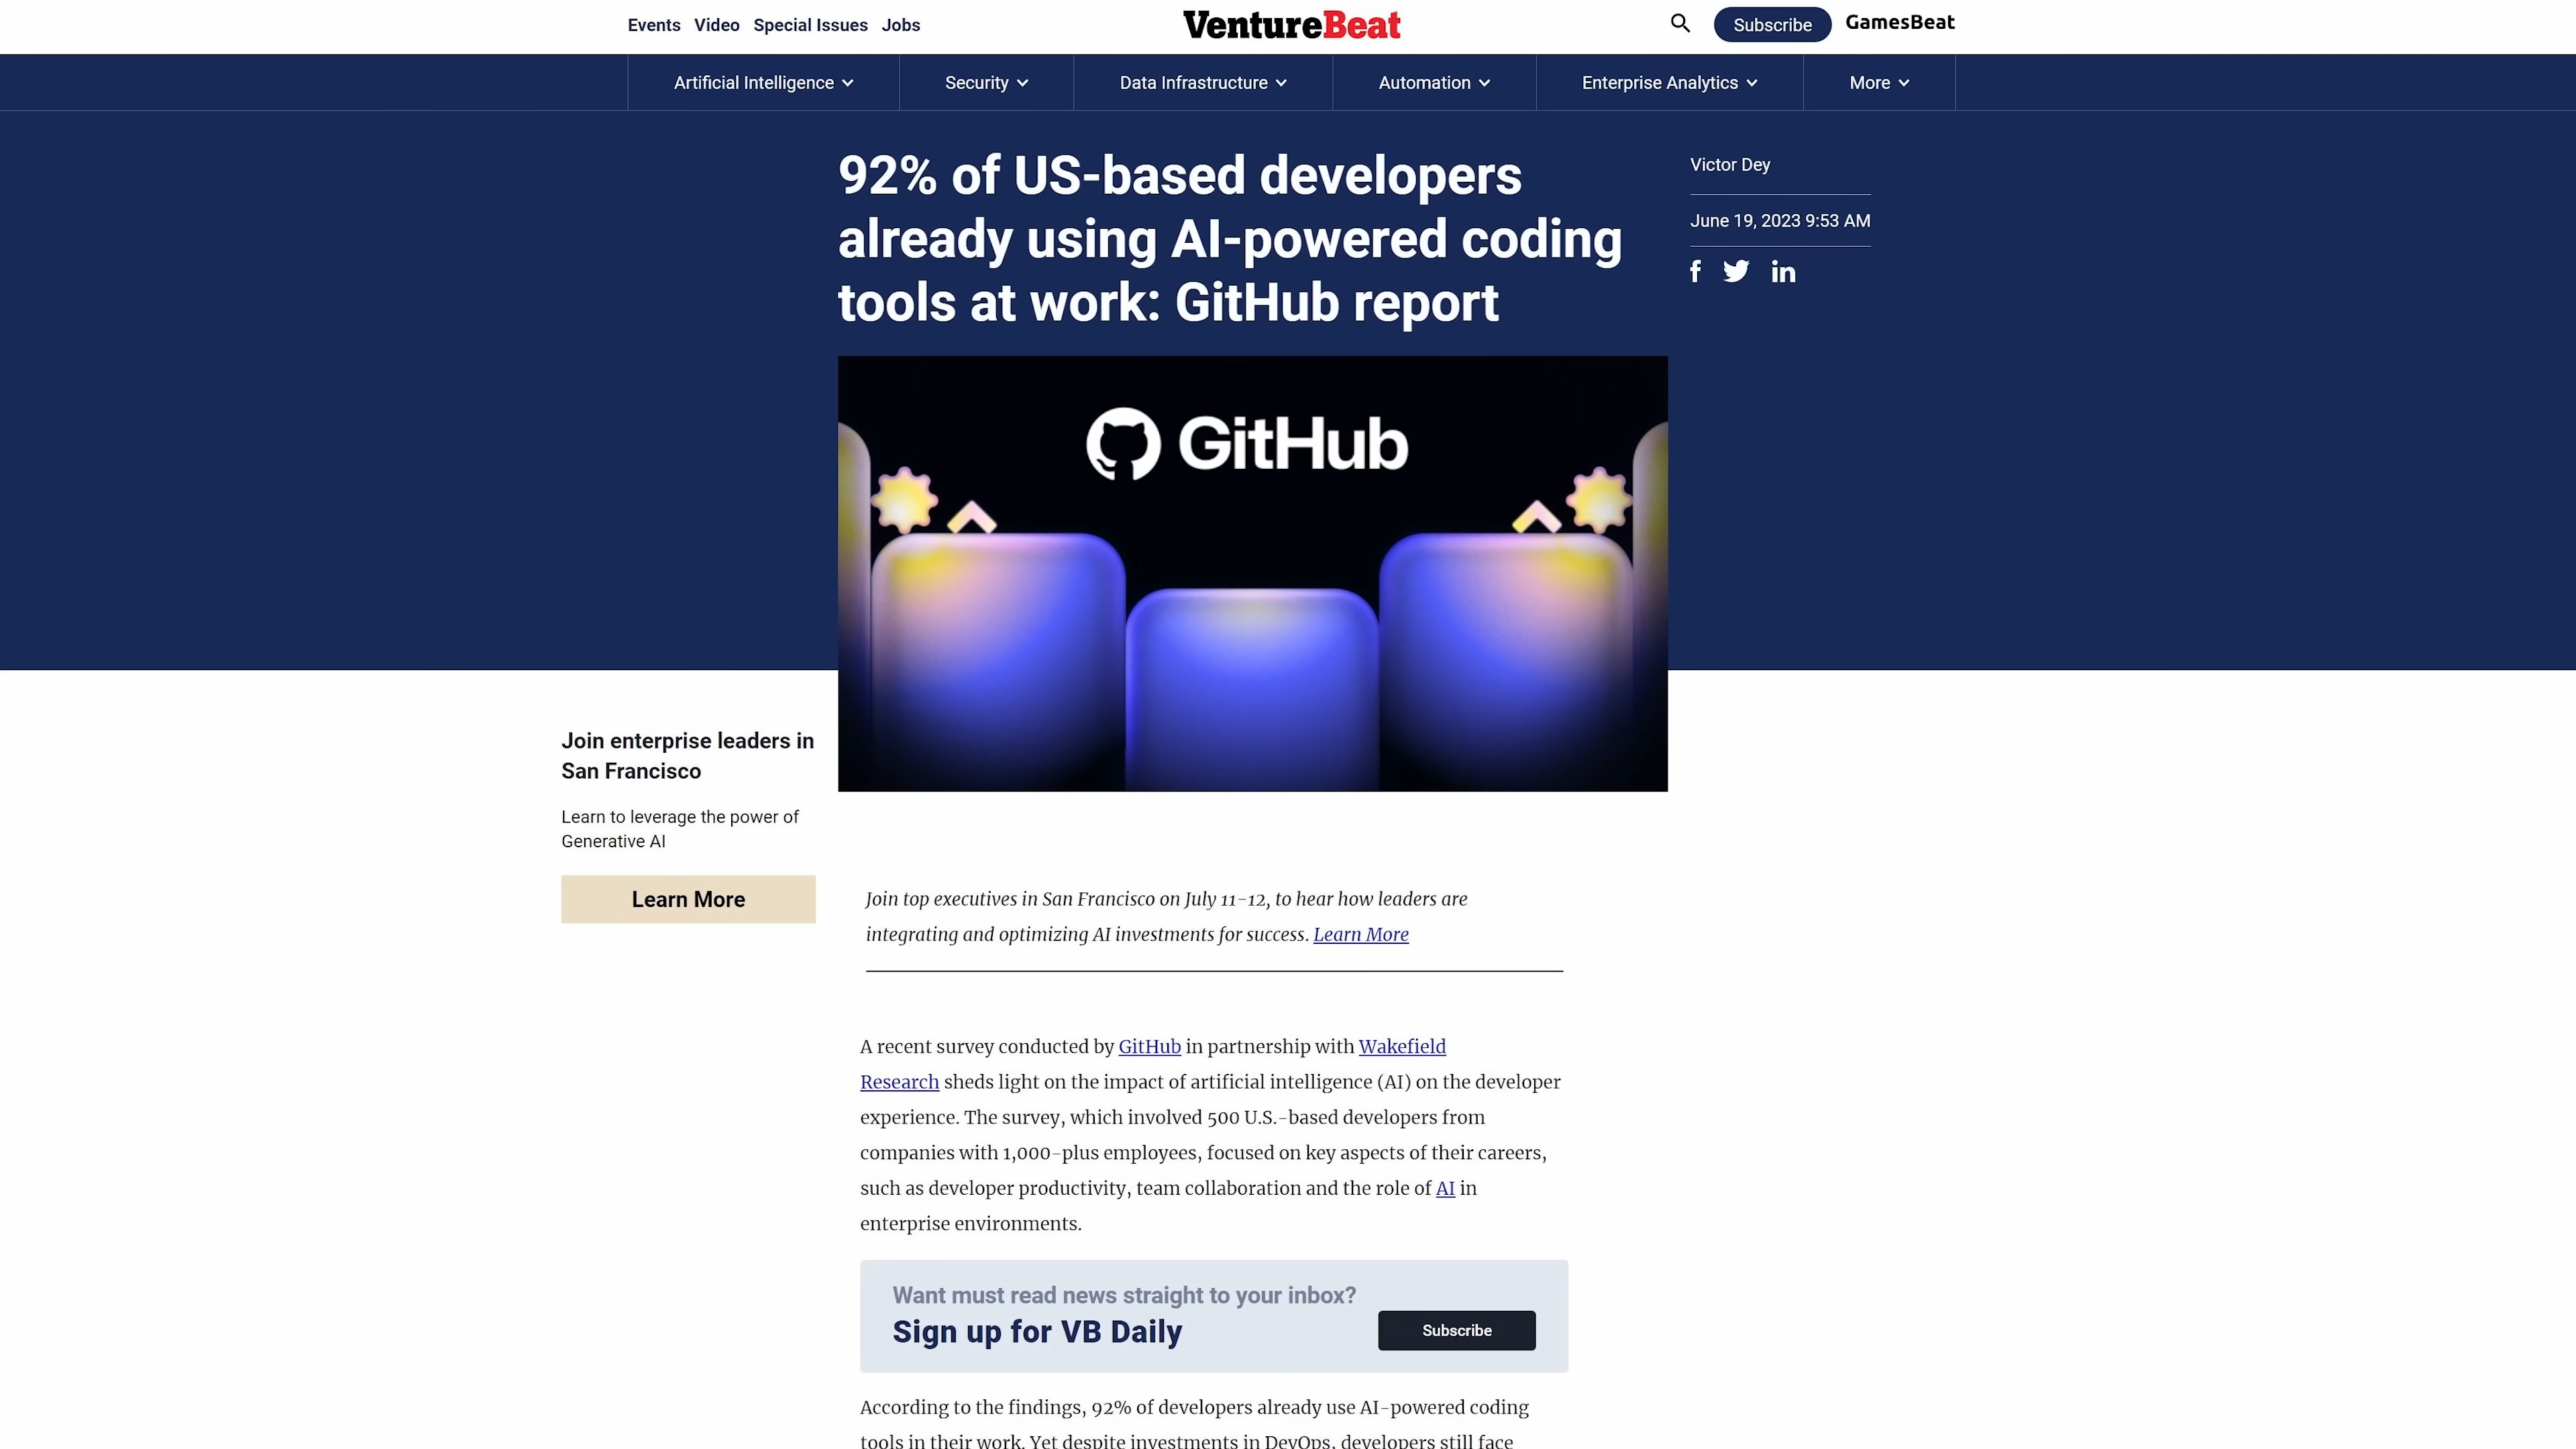 Events Video Special Issues Jobs
VentureBeat
Subscribe
GamesBeat
Artificial Intelligence
Security
Data Infrastructure
Automation
Enterprise Analytics
More
92% of US-based developers
already using AI-powered coding
tools at work: GitHub report
Victor Dey
June 19, 2023 9:53 AM
GitHub
Join enterprise leaders in
San Francisco
Learn to leverage the power of
Generative AI
Learn More
Join top executives in San Francisco on July 11-12, to hear how leaders are
integrating and optimizing AI investments for success. Learn More
A recent survey conducted by GitHub in partnership with Wakefield
Research sheds light on the impact of artificial intelligence (AI) on the developer
experience. The survey, which involved 500 U.S.-based developers from
companies with 1,000-plus employees, focused on key aspects of their careers,
such as developer productivity, team collaboration and the role of AI in
enterprise environments.
Want must read news straight to your inbox?
Sign up for VB Daily
Subscribe
According to the findings, 92% of developers already use AI-powered coding
tools in their work. Yet despite investments in DevOps, developers still face